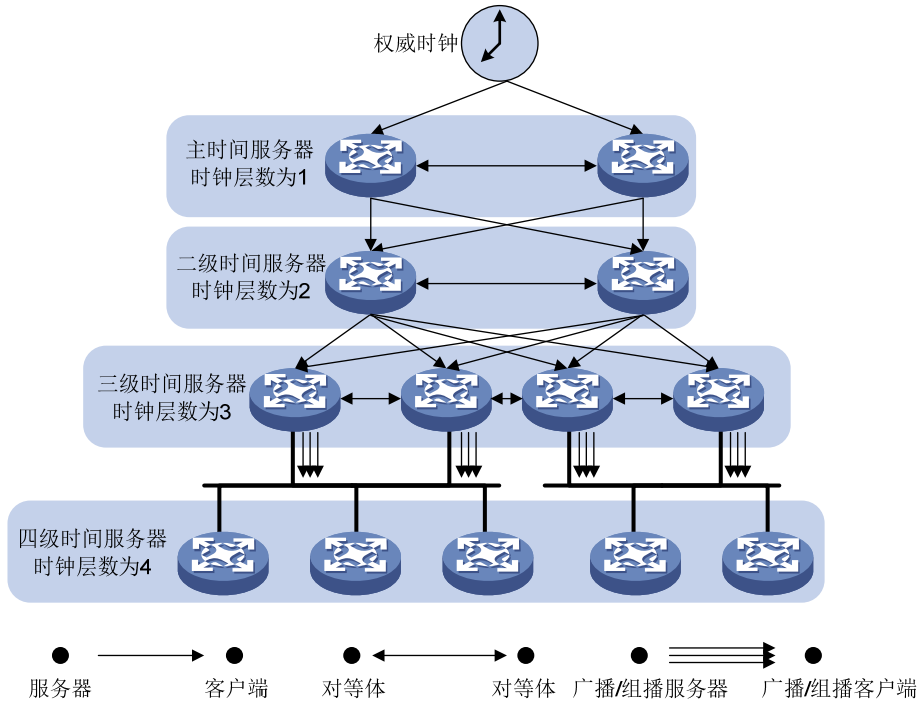 权威时钟
主时间服务器
时钟层数为1
二级时间服务器
时钟层数为2
三级时间服务器
时钟层数为3
四级时间服务器
时钟层数为4
服务器
客户端
对等体
对等体
广播/组播服务器
广播/组播客户端